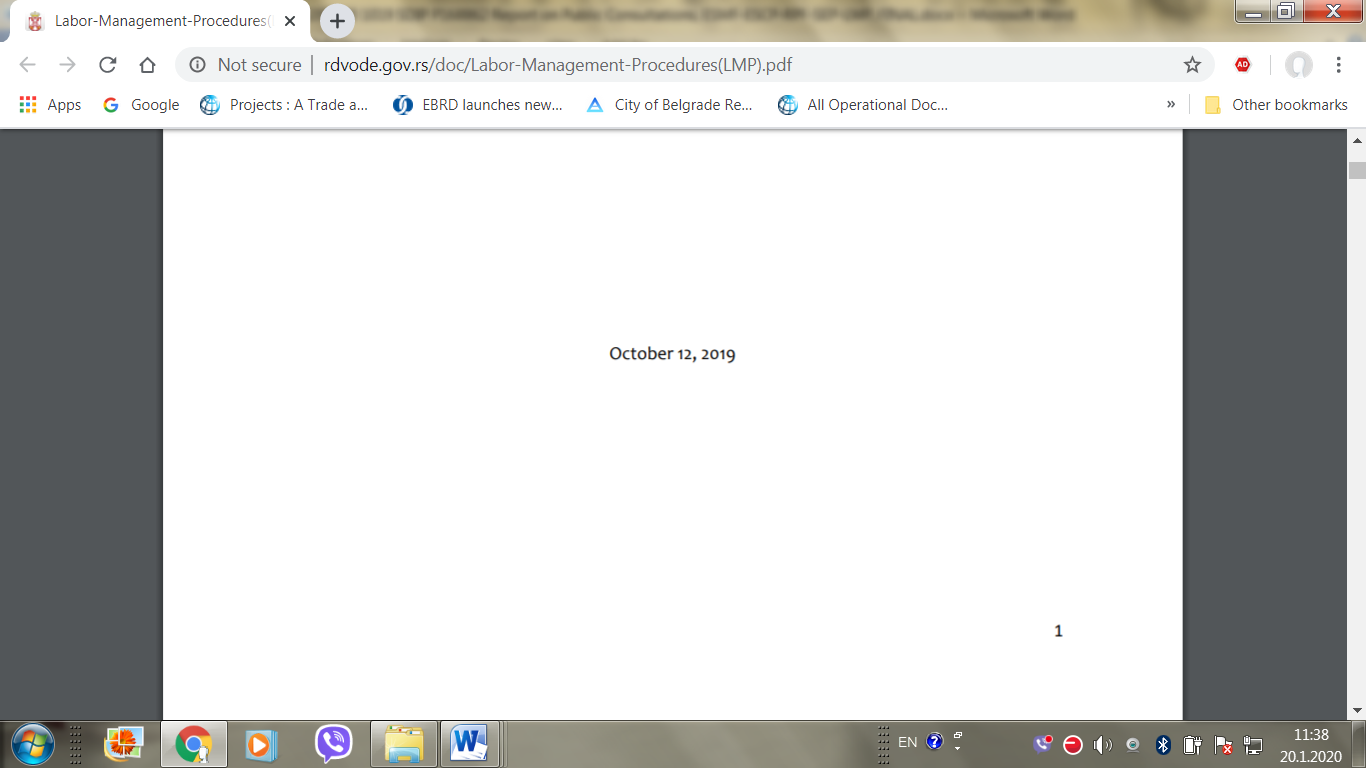 Labor-Management-Procedures(
Not secure | rdvode.gov.rs/doc/Labor-Management-Procedures(LMP).pdf
Apps Google Projects : A Trade a... EBRD launches new... City of Belgrade Re... All Operational Doc... » Other bookmarks
October 12, 2019
1
EN
11:38
20.1.2020